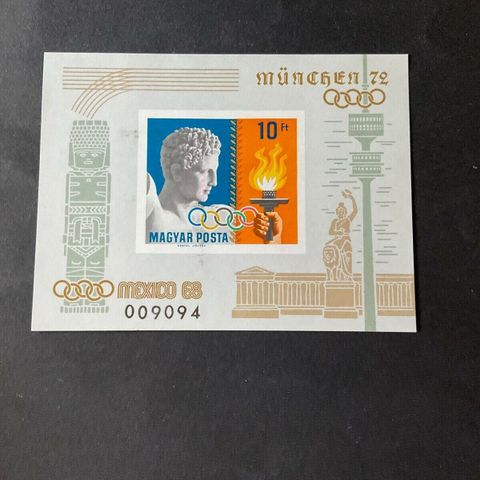 MÜNCHEN 72
10 Ft
MAGYAR POSTA
MEXICO 68
009094